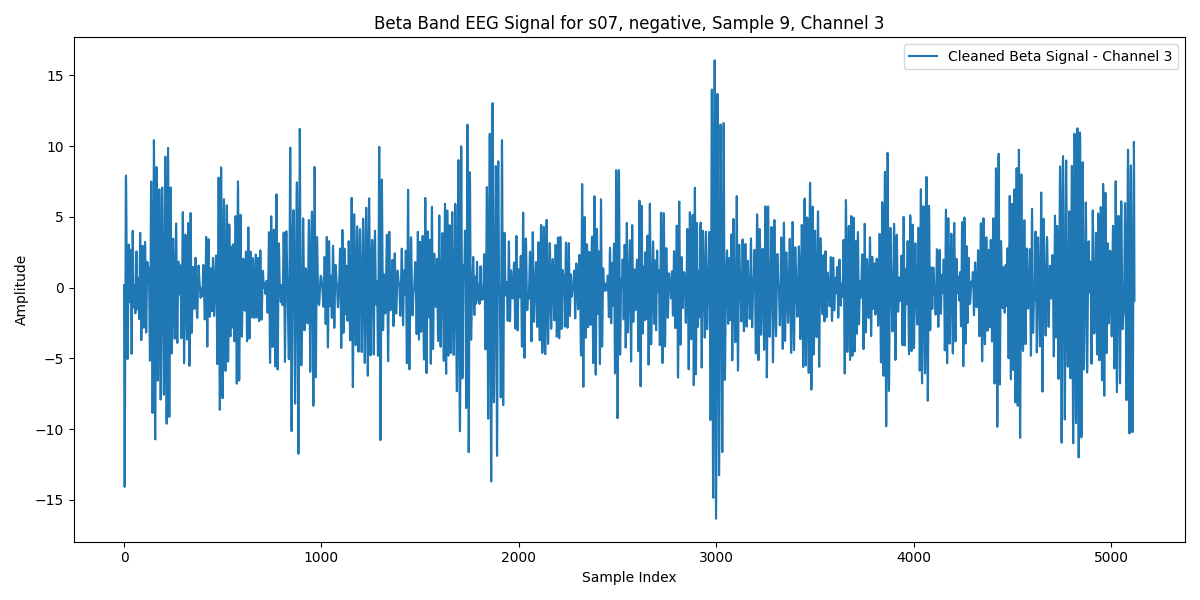 Beta Band EEG Signal for s07, negative, Sample 9, Channel 3
Cleaned Beta Signal - Channel 3
Amplitude
15
10
5
0
−5
−10
−15
0 1000 2000 3000 4000 5000
Sample Index